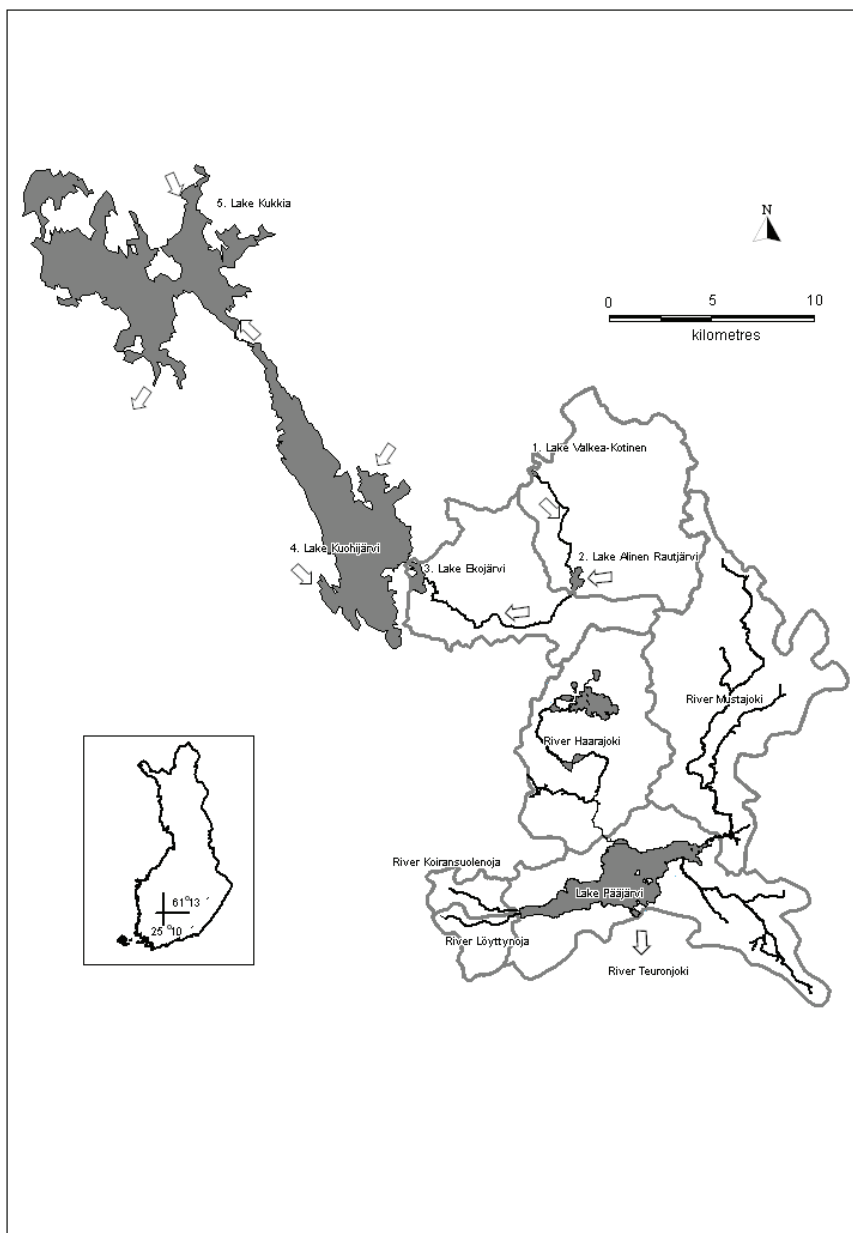 5. Lake Kukkia
N
0 5 10
kilometres
1. Lake Valkea-Kotinen
4. Lake Kuohijärvi
3. Lake Ekojärvi
2. Lake Alinen Rautjärvi
River Mustajoki
River Haarajoki
River Koiransuolenoja
Lake Pääjärvi
River Löyttynoja
River Teuronjoki
61°13´
25°10´